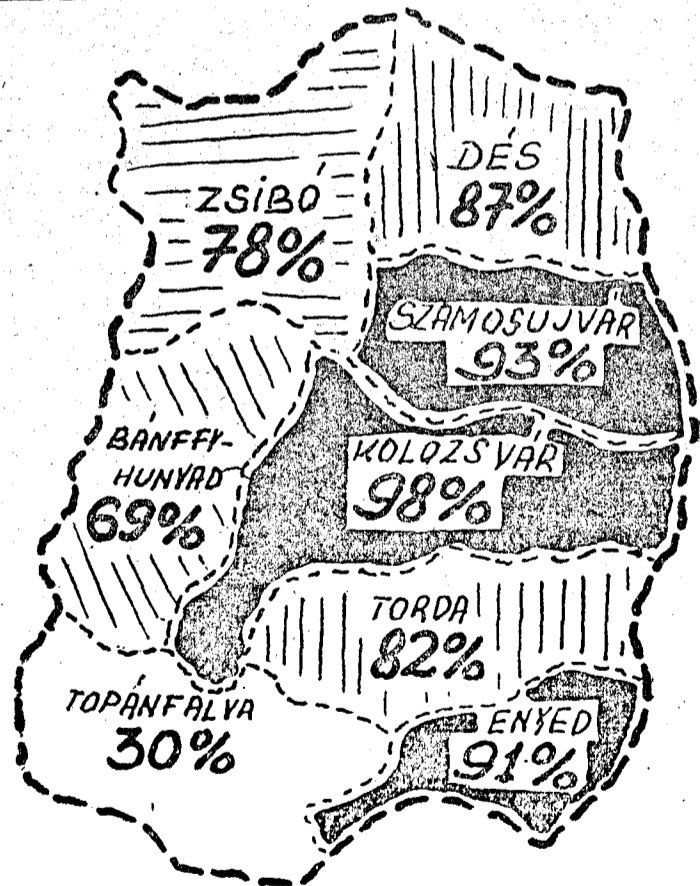 DÉS
87%
ZSIBÓ
78%
SZAMOSUJVÁR
93%
BÁNFFY-
HUNYAD
69%
KOLOZSVÁR
98%
TORDA
82%
TOPÁNFALVA
30%
ENYED
91%